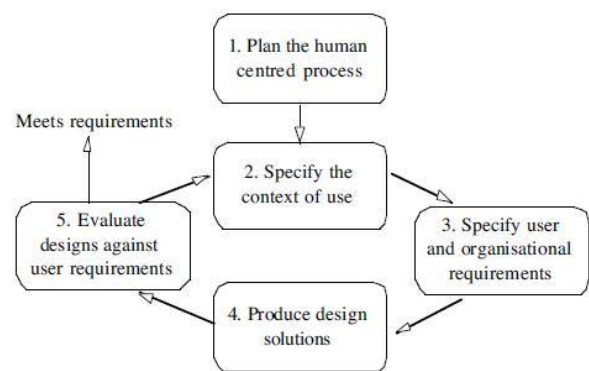 1. Plan the human
centred process
Meets requirements
2. Specify the
context of use
3. Specify user
and organisational
requirements
4. Produce design
solutions
5. Evaluate
designs against
user requirements